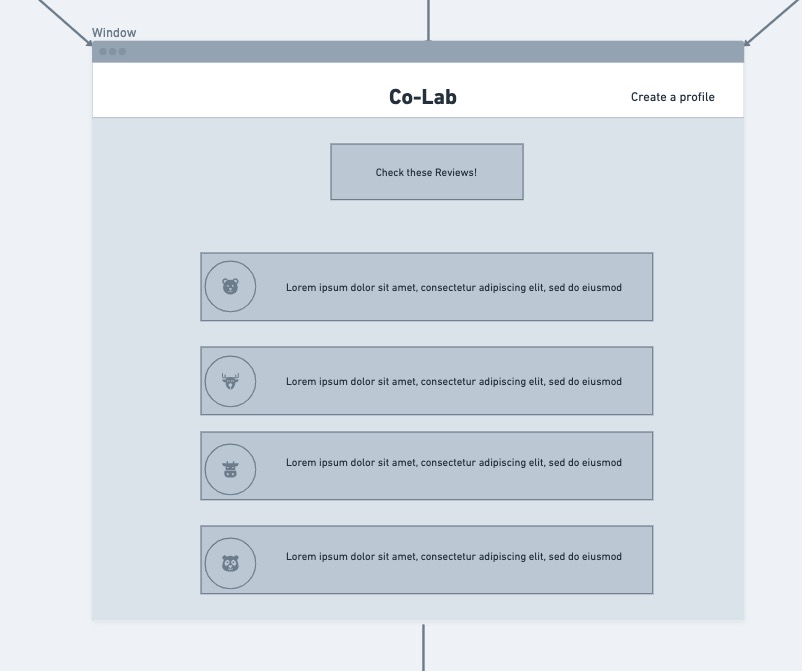 Window
Co-Lab
Create a profile
Check these Reviews!
Lorem ipsum dolor sit amet, consectetur adipiscing elit, sed do eiusmod
Lorem ipsum dolor sit amet, consectetur adipiscing elit, sed do eiusmod
Lorem ipsum dolor sit amet, consectetur adipiscing elit, sed do eiusmod
Lorem ipsum dolor sit amet, consectetur adipiscing elit, sed do eiusmod